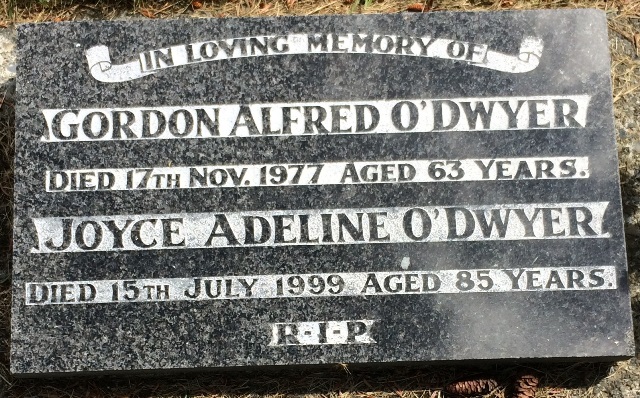 IN LOVING MEMORY OF
GORDON ALFRED O'DWYER
DIED 17TH NOV. 1977 AGED 63 YEARS.
JOYCE ADELINE O'DWYER
DIED 15TH JULY 1999 AGED 85 YEARS.
R-I-P